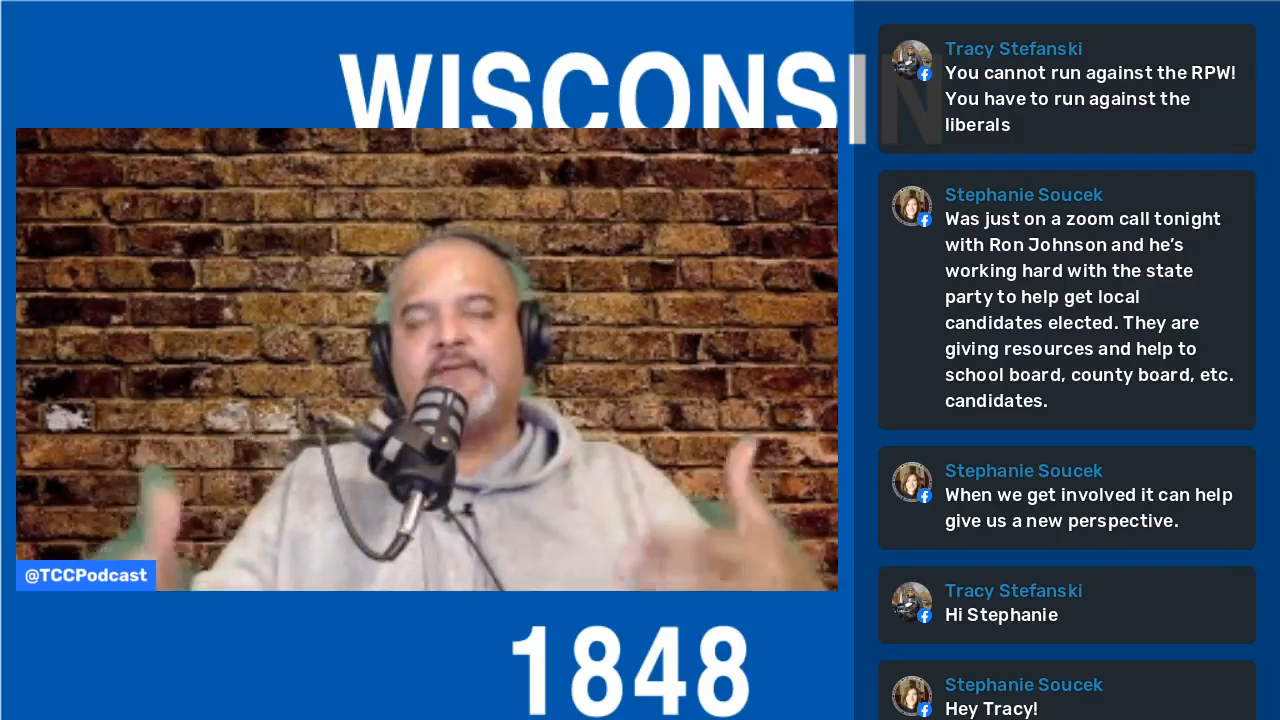 WISCONSIN
@TCCPodcast
1848
Tracy Stefanski
You cannot run against the RPW!
You have to run against the
liberals
Stephanie Soucek
Was just on a zoom call tonight
with Ron Johnson and he’s
working hard with the state
party to help get local
candidates elected. They are
giving resources and help to
school board, county board, etc.
candidates.
Stephanie Soucek
When we get involved it can help
give us a new perspective.
Tracy Stefanski
Hi Stephanie
Stephanie Soucek
Hey Tracy!